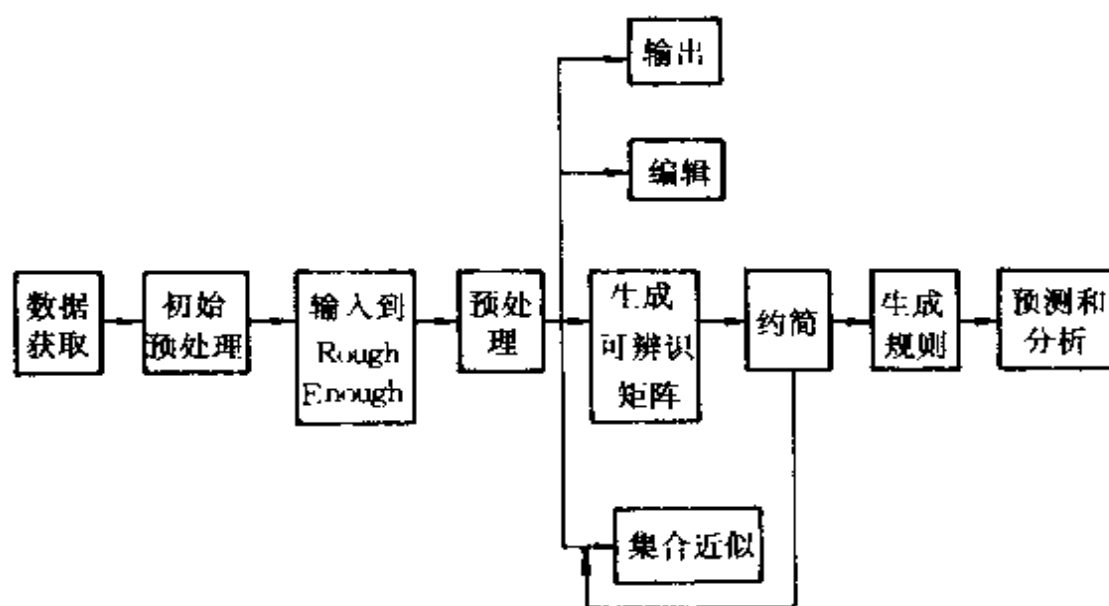 输出
编辑
数据
获取
初始
预处理
输入到
Rough
Enough
预处
理
生成
可辨识
矩阵
约简
生成
规则
预测和
分析
集合近似